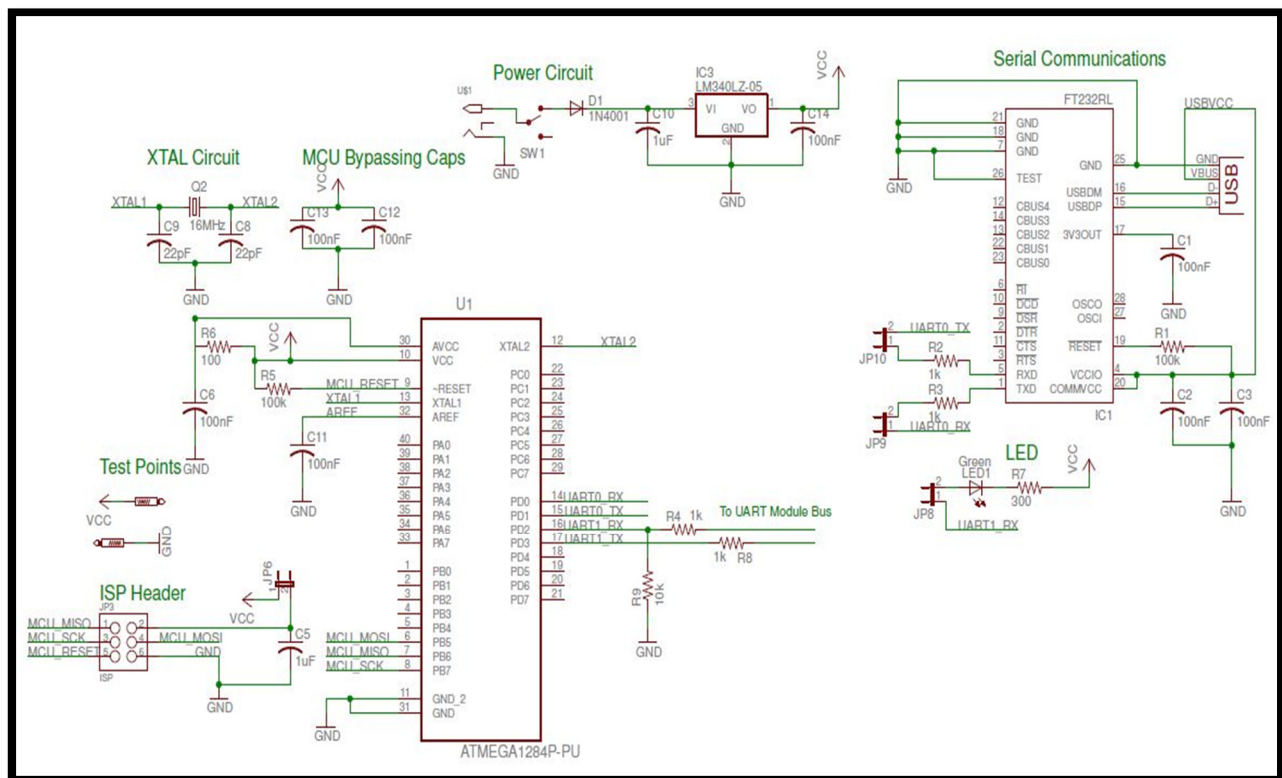 Serial Communications
Power Circuit
U$1
D1
1N4001
SW1
GND
C10
1uF
IC3
LM340LZ-05
3 VI VO 1
GND
2
C14
100nF
VCC
GND
XTAL Circuit
Q2
XTAL1 XTAL2
16MHz
C9 C8
22pF 22pF
GND
MCU Bypassing Caps
VCC
C13 C12
100nF 100nF
GND
FT232RL
USBVCC
21 GND
18 GND
7 GND
26 TEST
12 CBUS4
14 CBUS3
13 CBUS2
22 CBUS1
23 CBUS0
6 RI
10 DCD
9 DSR
2 DTR
11 CTS
3 RTS
5 RXD
1 TXD
GND 25
USBDM 16
USBDP 15
3V3OUT 17
OSCO 28
OSCI 27
RESET 19
VCCIO 4
COMMVCC 20
IC1
GND
GND
VBUS
D-
D+
USB
C1
100nF
GND
R1
100k
C2 C3
100nF 100nF
GND
2 UART0_TX
1
JP10
R2
1k
R3
1k
2
1 UART0_RX
JP9
LED
Green
LED1
R7
300
VCC
2
1
JP8
UART1_RX
U1
R6
100
VCC
R5
100k
C6
100nF
GND
MCU_RESET
XTAL1
AREF
C11
100nF
GND
30 AVCC
10 VCC
9 ~RESET
13 XTAL1
32 AREF
40 PA0
39 PA1
38 PA2
37 PA3
36 PA4
35 PA5
34 PA6
33 PA7
1 PB0
2 PB1
3 PB2
4 PB3
5 PB4
MCU_MOSI 6 PB5
MCU_MISO 7 PB6
MCU_SCK 8 PB7
11 GND_2
31 GND
GND
XTAL2 12 XTAL2
PC0 22
PC1 23
PC2 24
PC3 25
PC4 26
PC5 27
PC6 28
PC7 29
PD0 14 UART0_RX
PD1 15 UART0_TX
PD2 16 UART1_RX
PD3 17 UART1_TX
PD4 18
PD5 19
PD6 20
PD7 21
To UART Module Bus
R4 1k
1k R8
R9
10k
GND
ATMEGA1284P-PU
Test Points
VCC
GND
ISP Header
JP3
MCU_MISO 1 2
MCU_SCK 3 4 MCU_MOSI
MCU_RESET 5 6 GND
ISP
JP6
1 2
VCC
C5
1uF
GND